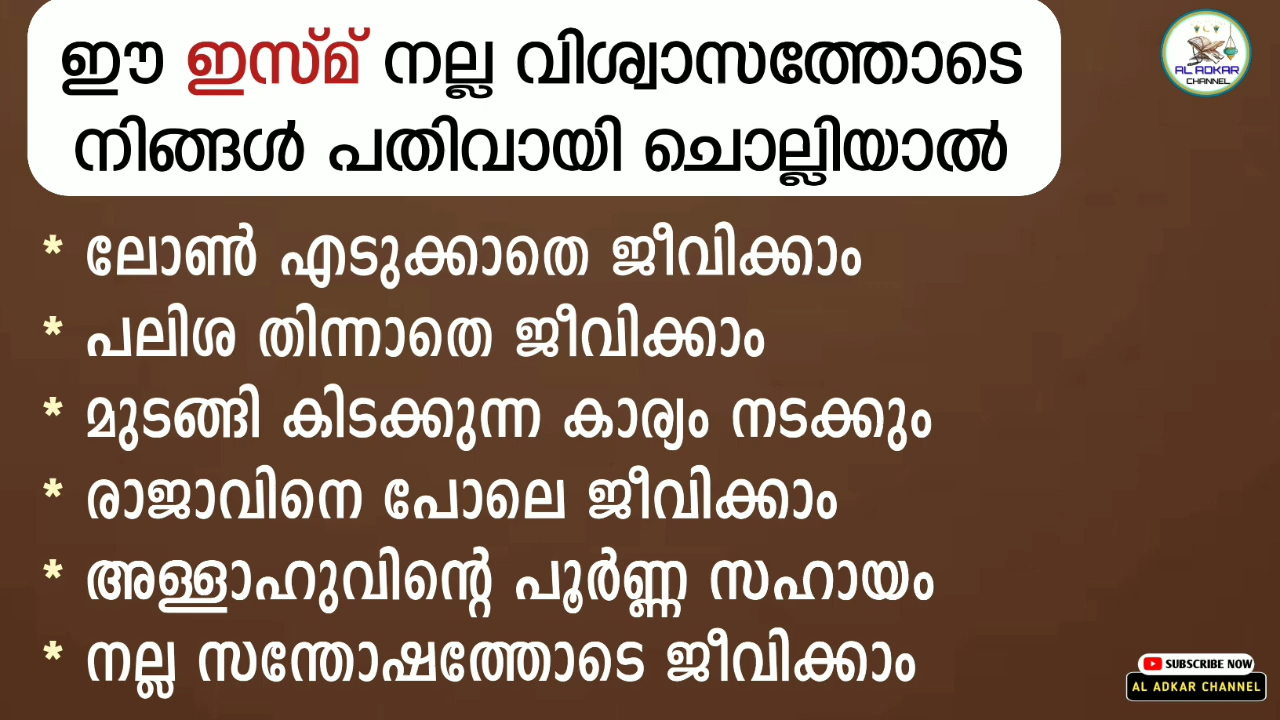 ഈ ഇസ്മ് നല്ല വിശ്വാസത്തോടെ
നിങ്ങൾ പതിവായി ചൊല്ലിയാൽ
AL ADKAR
CHANNEL
* ലോൺ എടുക്കാതെ ജീവിക്കാം
* പലിശ തിന്നാതെ ജീവിക്കാം
* മുടങ്ങി കിടക്കുന്ന കാര്യം നടക്കും
* രാജാവിനെ പോലെ ജീവിക്കാം
* അള്ളാഹുവിന്റെ പൂർണ്ണ സഹായം
* നല്ല സന്തോഷത്തോടെ ജീവിക്കാം
SUBSCRIBE NOW
AL ADKAR CHANNEL